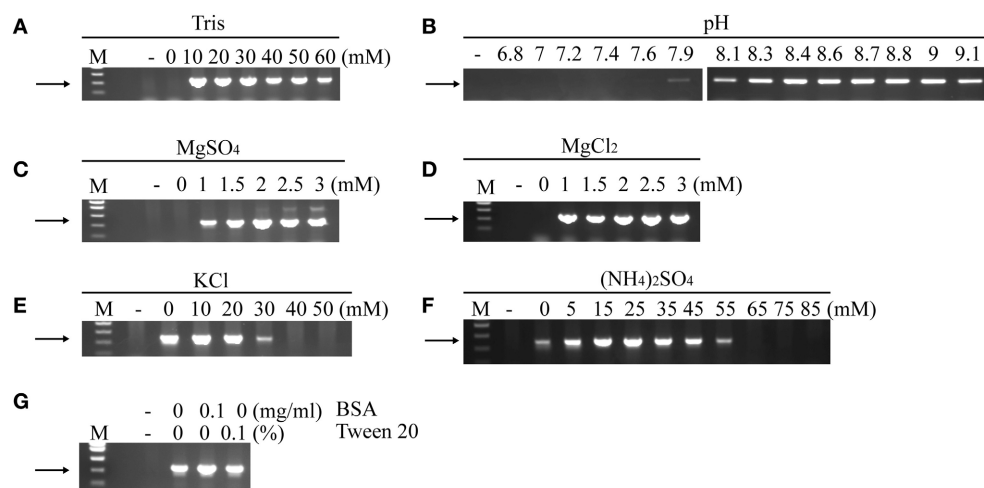 A
Tris
M - 0 10 20 30 40 50 60 (mM)
B
pH
- 6.8 7 7.2 7.4 7.6 7.9 8.1 8.3 8.4 8.6 8.7 8.8 9 9.1
C
MgSO4
M - 0 1 1.5 2 2.5 3 (mM)
D
MgCl2
M - 0 1 1.5 2 2.5 3 (mM)
E
KCl
M - 0 10 20 30 40 50 (mM)
F
(NH4)2SO4
M - 0 5 15 25 35 45 55 65 75 85 (mM)
G
- 0 0.1 0 (mg/ml) BSA
M - 0 0 0.1 (%) Tween 20